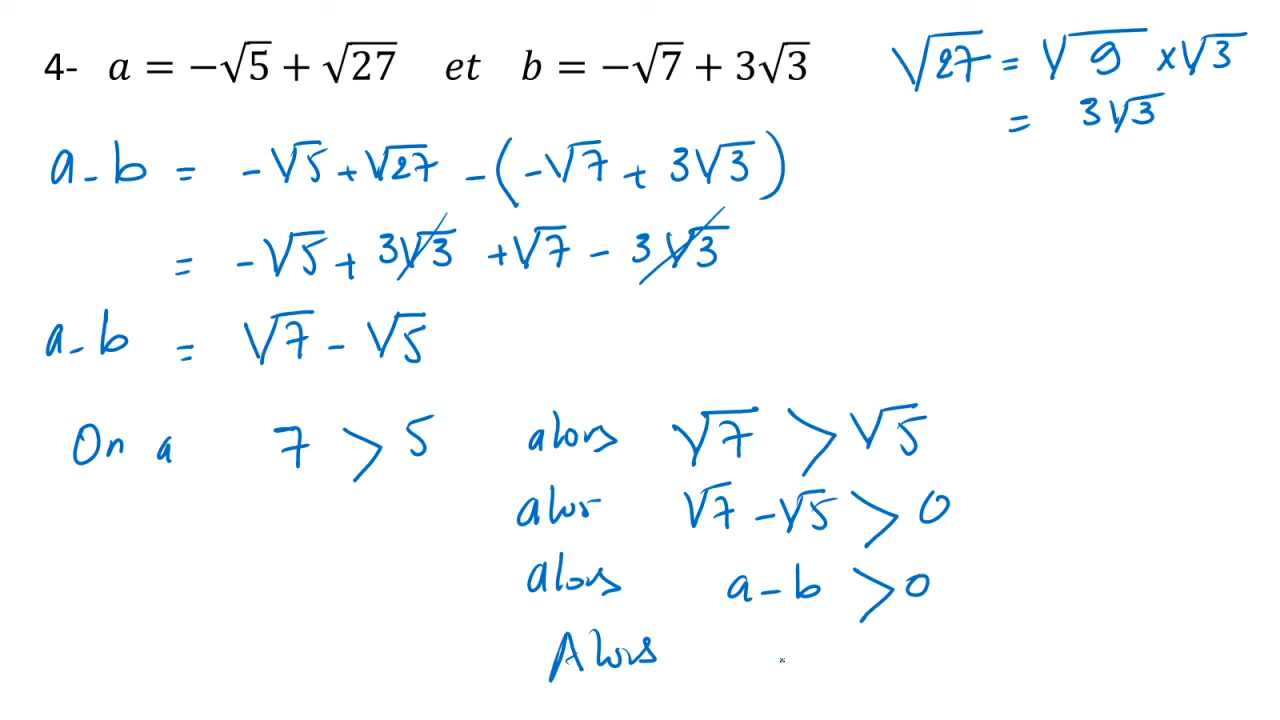 4- a = −√5 + √27 et b = −√7 + 3√3
√27 = √9 × √3
= 3√3
a - b = -√5 + √27 - (-√7 + 3√3)
= -√5 + 3√3 + √7 - 3√3
a - b = √7 - √5
On a 7 > 5 alors √7 > √5
alor √7 - √5 > 0
alors a - b > 0
Alors